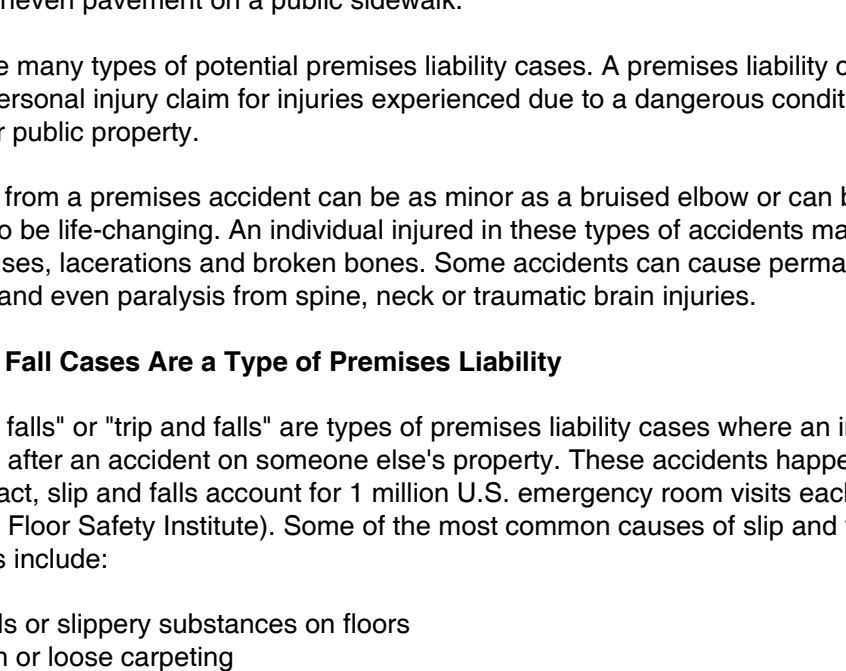 neven pavement on a public sidewalk.
e many types of potential premises liability cases. A premises liability c
ersonal injury claim for injuries experienced due to a dangerous condit
r public property.
from a premises accident can be as minor as a bruised elbow or can b
o be life-changing. An individual injured in these types of accidents ma
ses, lacerations and broken bones. Some accidents can cause perma
and even paralysis from spine, neck or traumatic brain injuries.
Fall Cases Are a Type of Premises Liability
falls" or "trip and falls" are types of premises liability cases where an i
after an accident on someone else's property. These accidents happe
act, slip and falls account for 1 million U.S. emergency room visits eac
Floor Safety Institute). Some of the most common causes of slip and
s include:
ls or slippery substances on floors
n or loose carpeting